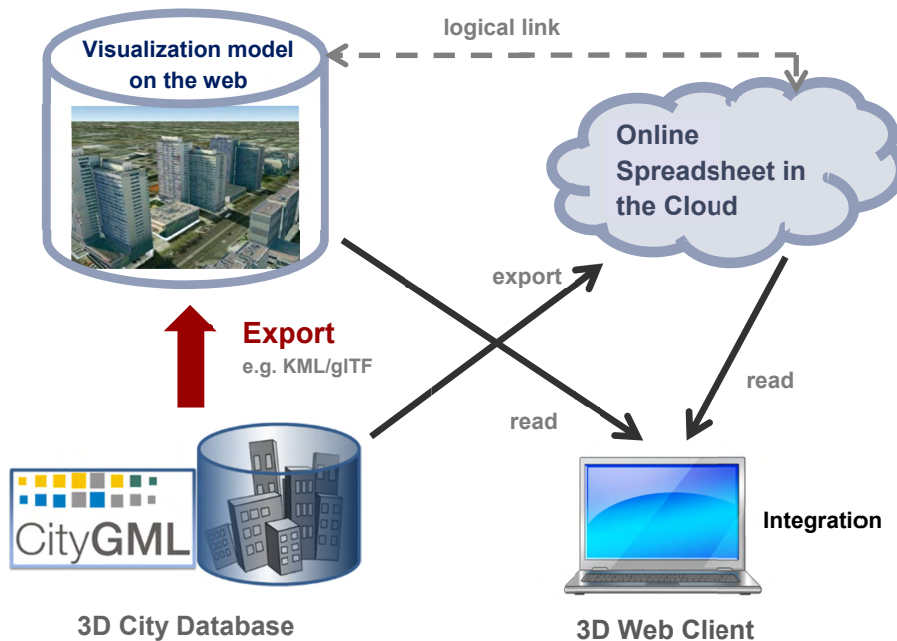 logical link
Visualization model
on the web
Online
Spreadsheet in
the Cloud
export
Export
e.g. KML/glTF
read
read
CityGML
Integration
3D City Database
3D Web Client